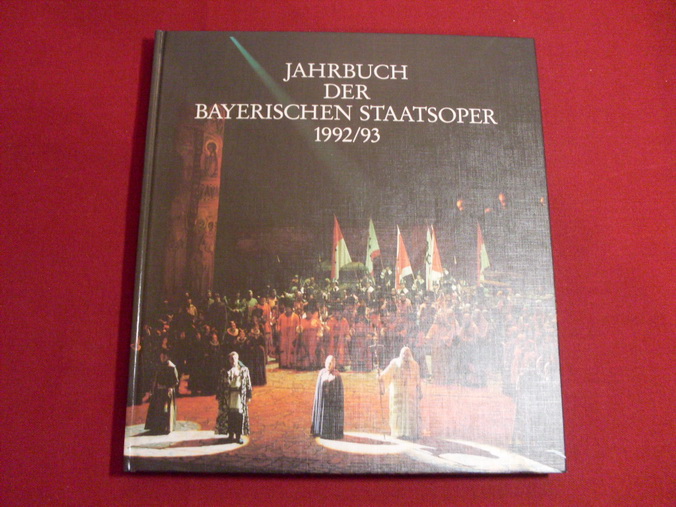 JAHRBUCH
DER
BAYERISCHEN STAATSOPER
1992/93